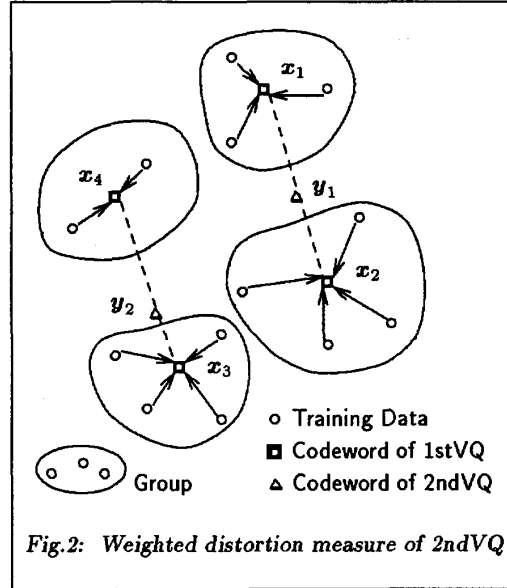 x1
x4
y1
x2
y2
x3
○ Training Data
Codeword of 1stVQ
△ Codeword of 2ndVQ
Group
Fig.2: Weighted distortion measure of 2ndVQ